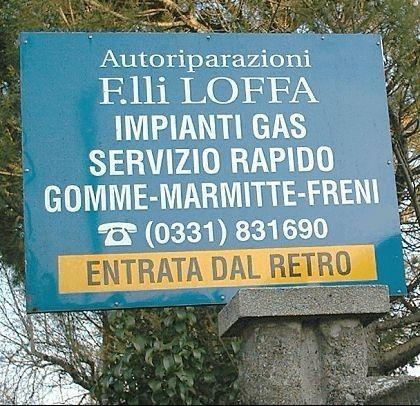 Autoriparazioni
F.lli LOFFA
IMPIANTI GAS
SERVIZIO RAPIDO
GOMME-MARMITTE-FRENI
☎ (0331) 831690
ENTRATA DAL RETRO